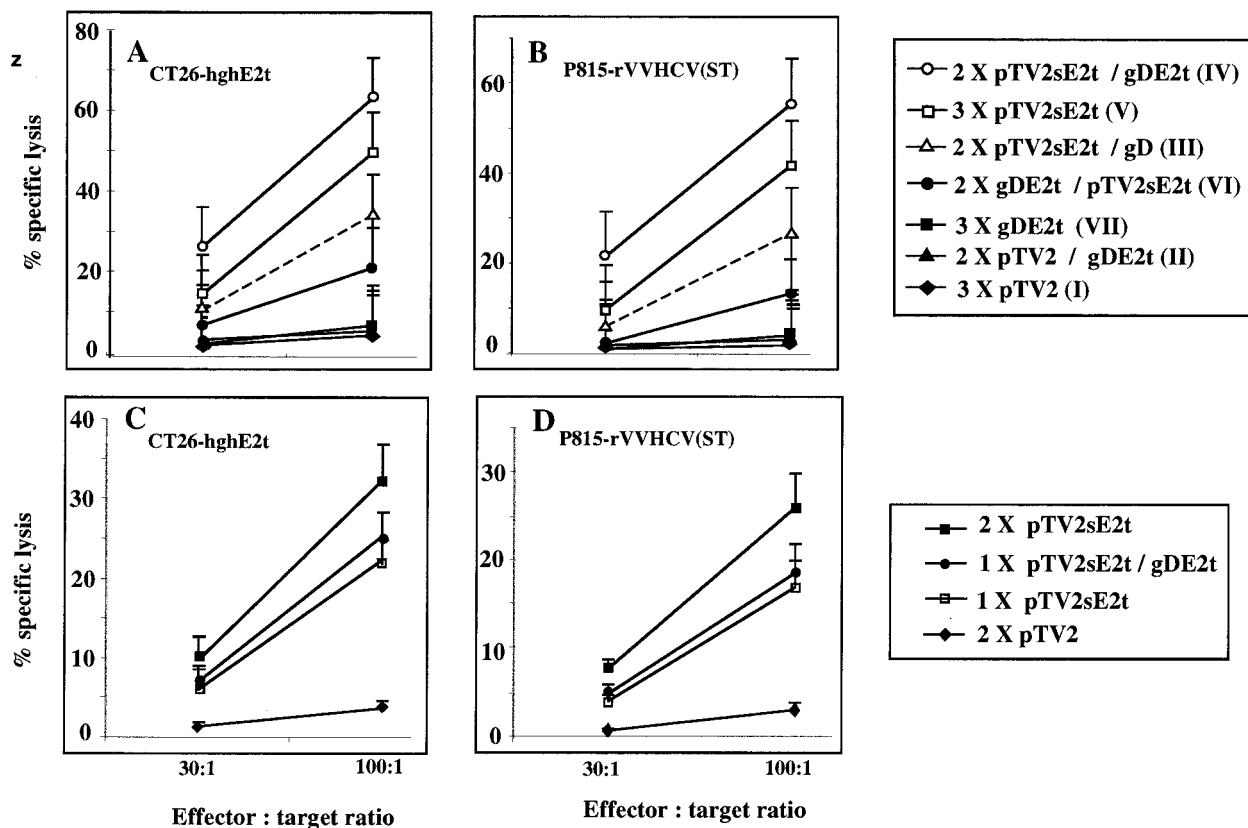 z
% specific lysis
80
60
40
20
0
A
CT26-hghE2t
60
40
20
0
B
P815-rVVHCV(ST)
2 X pTV2sE2t / gDE2t (IV)
3 X pTV2sE2t (V)
2 X pTV2sE2t / gD (III)
2 X gDE2t / pTV2sE2t (VI)
3 X gDE2t (VII)
2 X pTV2 / gDE2t (II)
3 X pTV2 (I)
% specific lysis
40
30
20
10
0
C
CT26-hghE2t
30:1
100:1
Effector : target ratio
30
20
10
0
D
P815-rVVHCV(ST)
30:1
100:1
Effector : target ratio
2 X pTV2sE2t
1 X pTV2sE2t / gDE2t
1 X pTV2sE2t
2 X pTV2